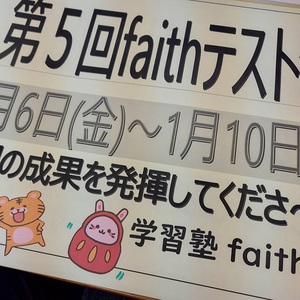 第5回faithテスト
月6日(金)～1月10日
の成果を発揮してくださ～
学習塾 faith